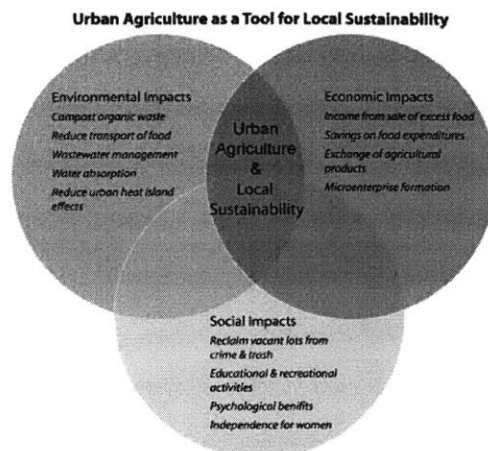 Urban Agriculture as a Tool for Local Sustainability
Environmental Impacts
Compost organic waste
Reduce transport of food
Wastewater management
Water absorption
Reduce urban heat island
effects
Urban
Agriculture
&
Local
Sustainability
Economic Impacts
Income from sale of excess food
Savings on food expenditures
Exchange of agricultural
products
Microenterprise formation
Social Impacts
Reclaim vacant lots from
crime & trash
Educational & recreational
activities
Psychological benifits
Independence for women